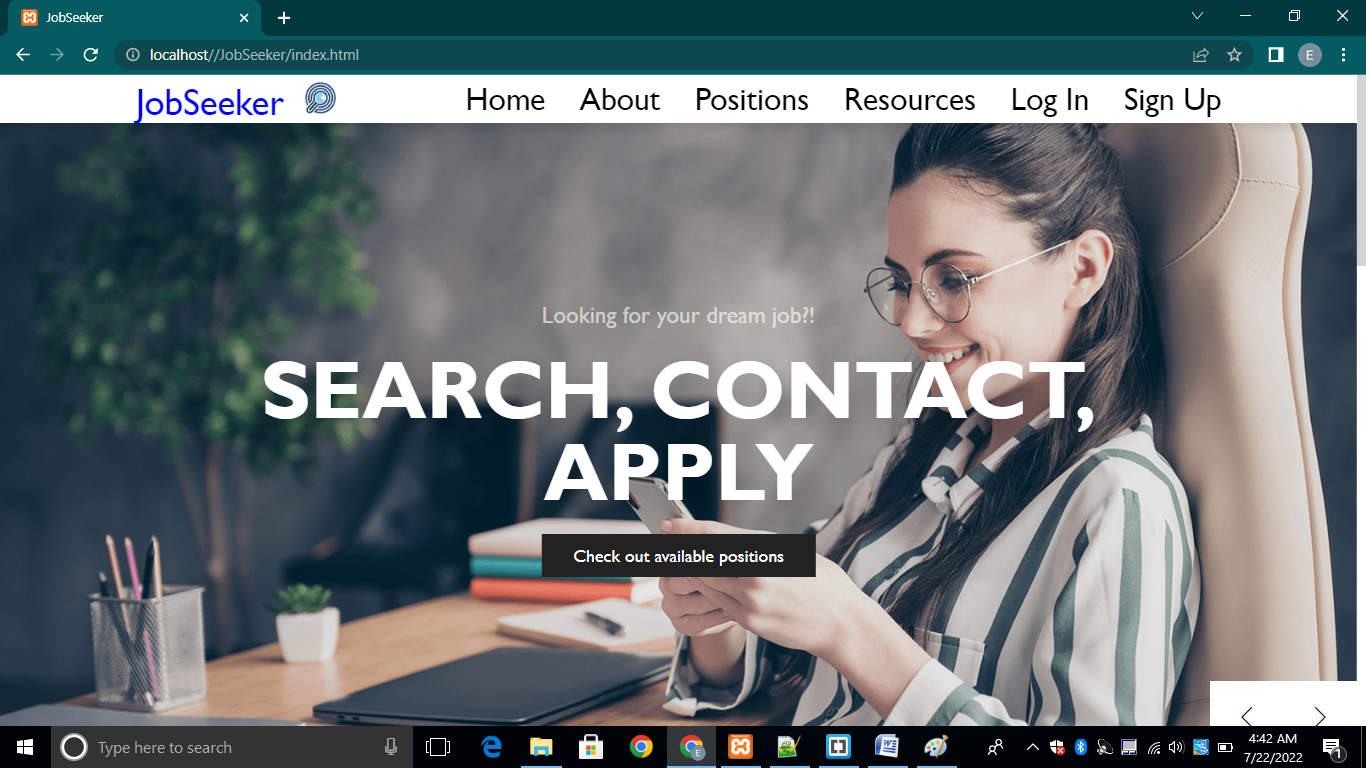 JobSeeker
localhost//JobSeeker/index.html
E
JobSeeker
Home About Positions Resources Log In Sign Up
Looking for your dream job?!
SEARCH, CONTACT,
APPLY
Check out available positions
Type here to search
4:42 AM
7/22/2022
1